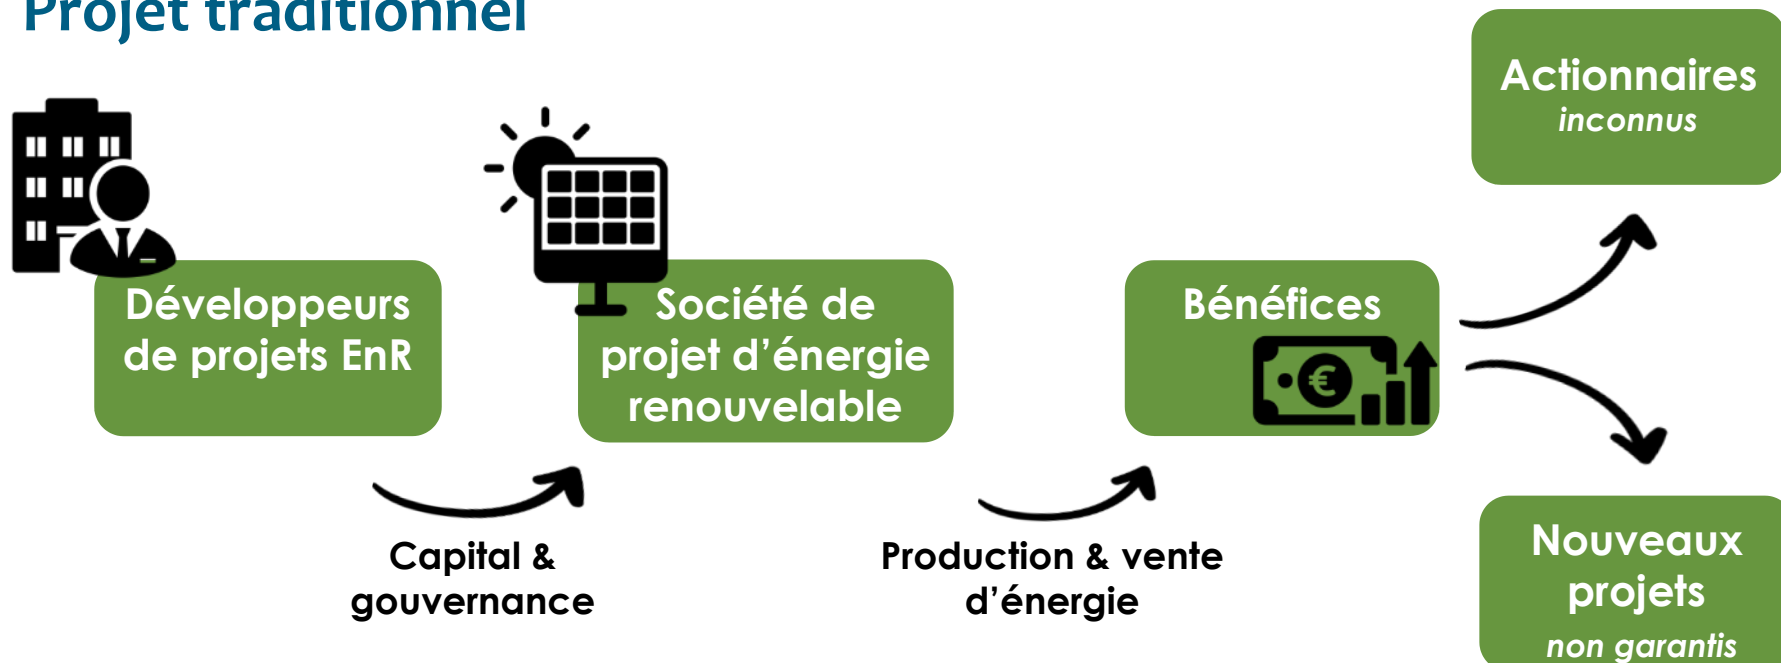 Projet traditionnel
Développeurs
de projets EnR
Capital &
gouvernance
Société de
projet d’énergie
renouvelable
Production & vente
d’énergie
Bénéfices
€
Actionnaires
inconnus
Nouveaux
projets
non garantis